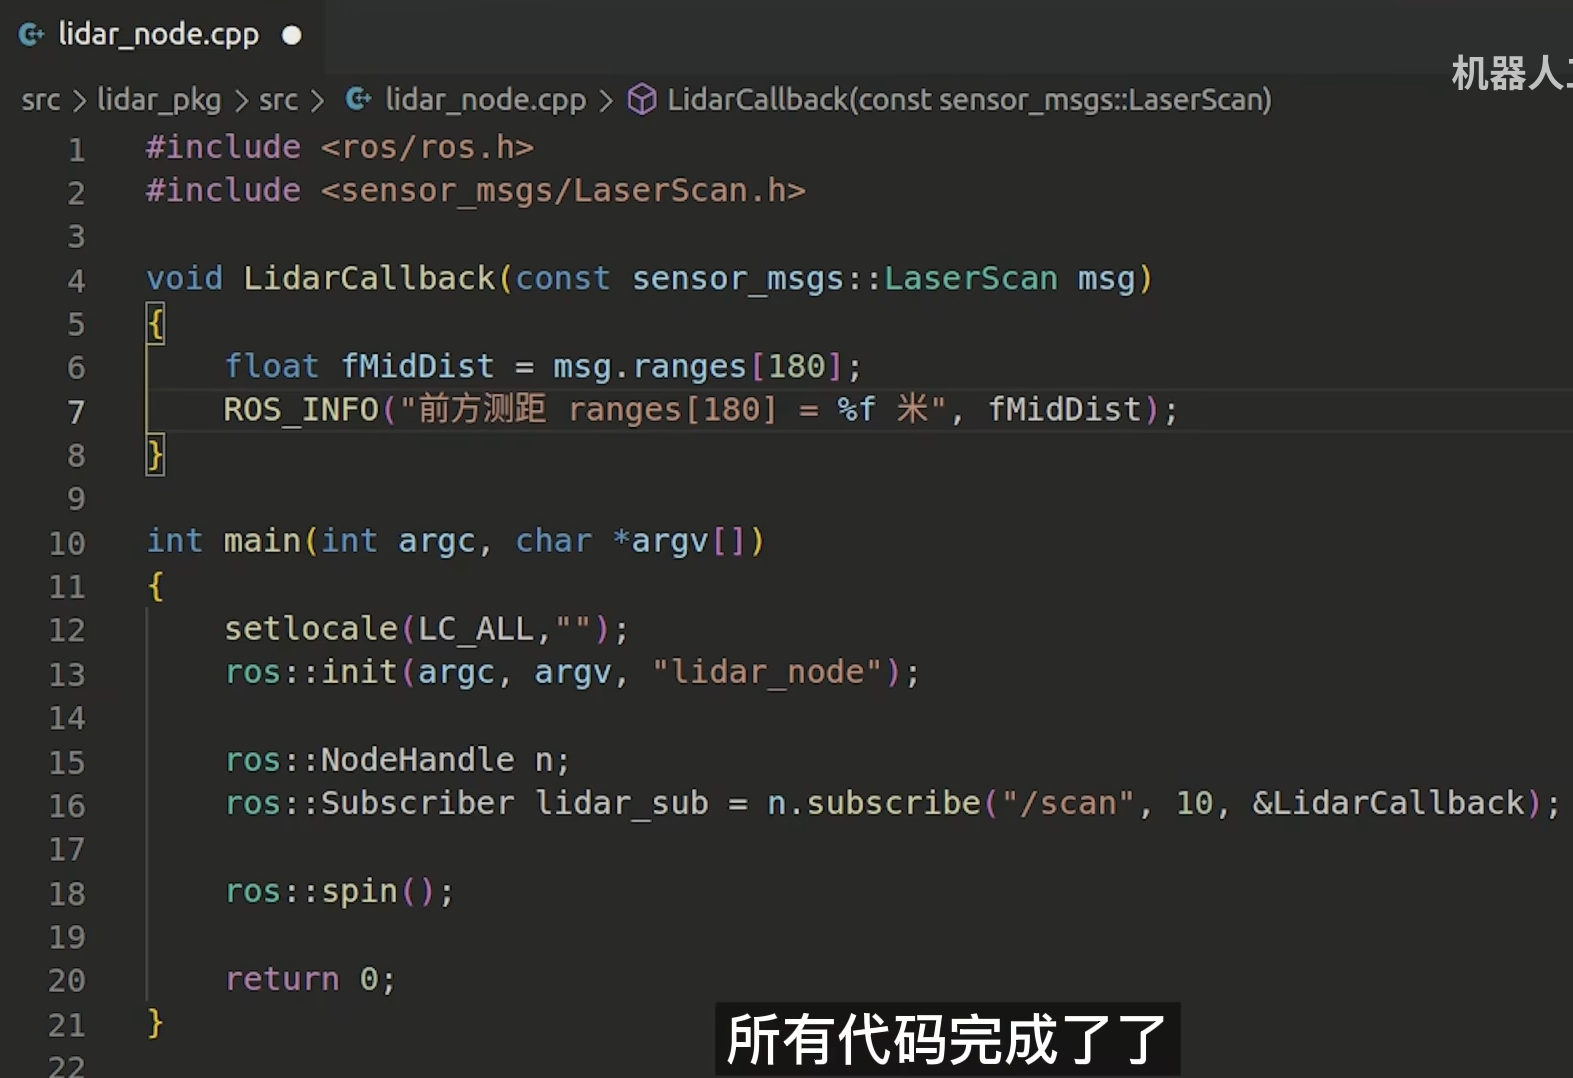 lidar_node.cpp ●
机器人工
src > lidar_pkg > src > lidar_node.cpp > LidarCallback(const sensor_msgs::LaserScan)
1 #include <ros/ros.h>
2 #include <sensor_msgs/LaserScan.h>
3
4 void LidarCallback(const sensor_msgs::LaserScan msg)
5 {
6     float fMidDist = msg.ranges[180];
7     ROS_INFO("前方测距 ranges[180] = %f 米", fMidDist);
8 }
9
10 int main(int argc, char *argv[])
11 {
12     setlocale(LC_ALL,"");
13     ros::init(argc, argv, "lidar_node");
14
15     ros::NodeHandle n;
16     ros::Subscriber lidar_sub = n.subscribe("/scan", 10, &LidarCallback);
17
18     ros::spin();
19
20     return 0;
21 }
22
所有代码完成了了